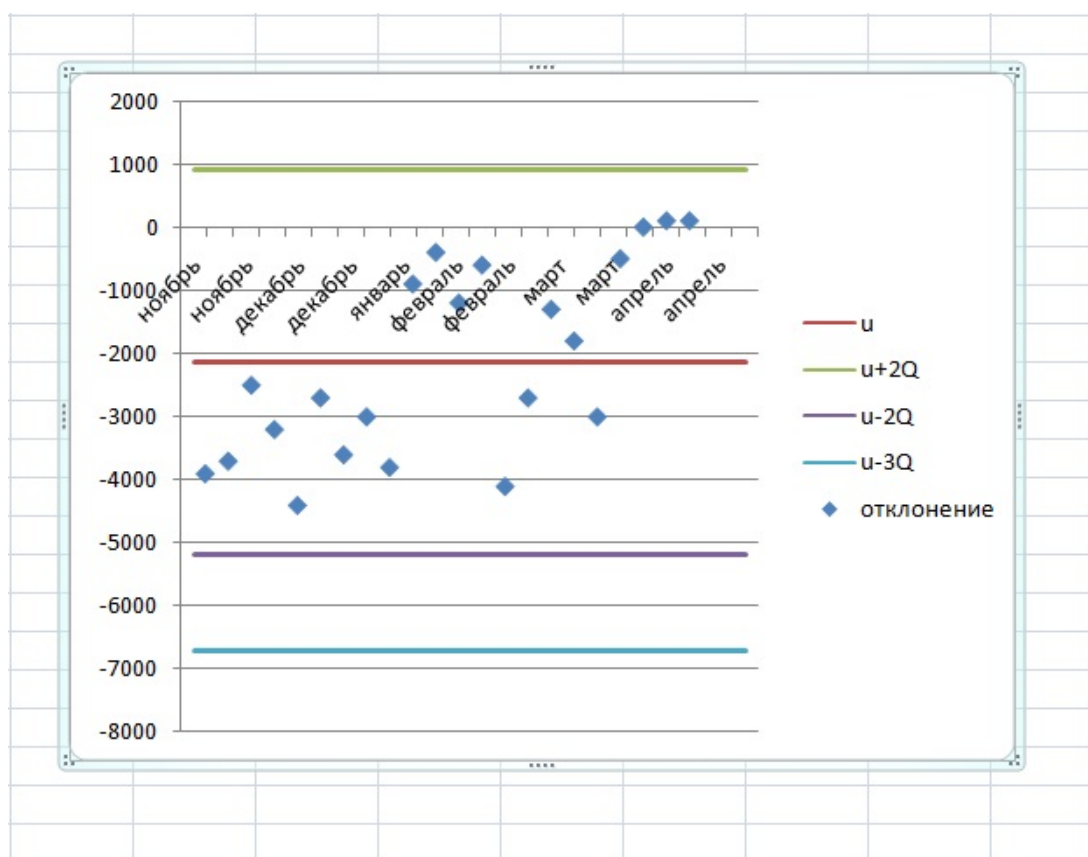 2000
1000
0
-1000
-2000
-3000
-4000
-5000
-6000
-7000
-8000
ноябрь
ноябрь
декабрь
декабрь
январь
февраль
февраль
март
март
апрель
апрель
u
u+2Q
u-2Q
u-3Q
отклонение